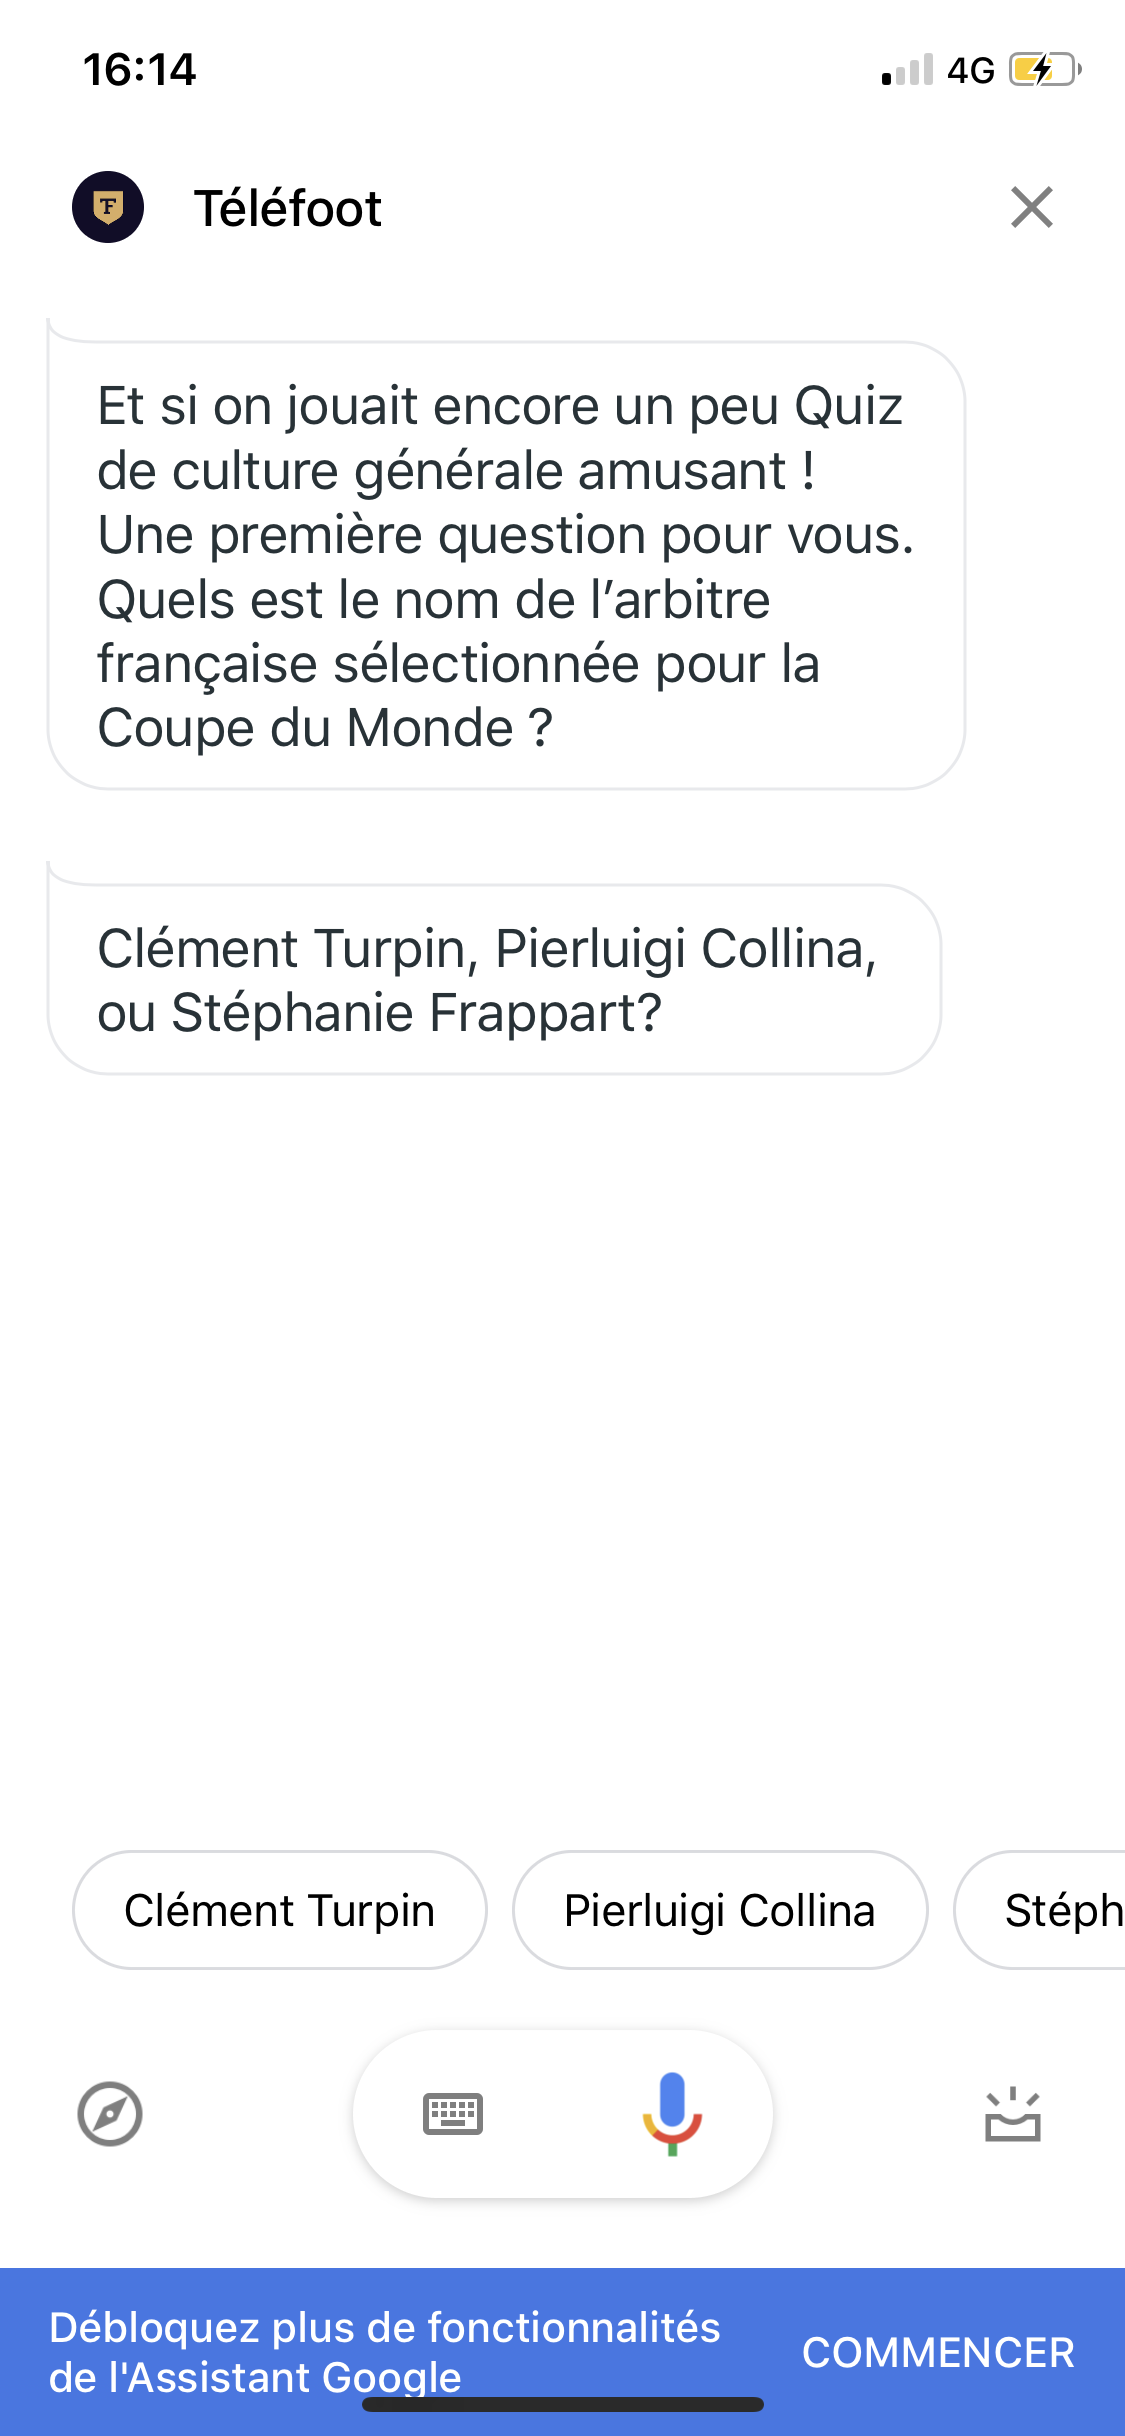 16:14
4G
TF
Téléfoot
Et si on jouait encore un peu Quiz
de culture générale amusant !
Une première question pour vous.
Quels est le nom de l’arbitre
française sélectionnée pour la
Coupe du Monde ?
Clément Turpin, Pierluigi Collina,
ou Stéphanie Frappart?
Clément Turpin
Pierluigi Collina
Stéph
Débloquez plus de fonctionnalités
de l'Assistant Google
COMMENCER